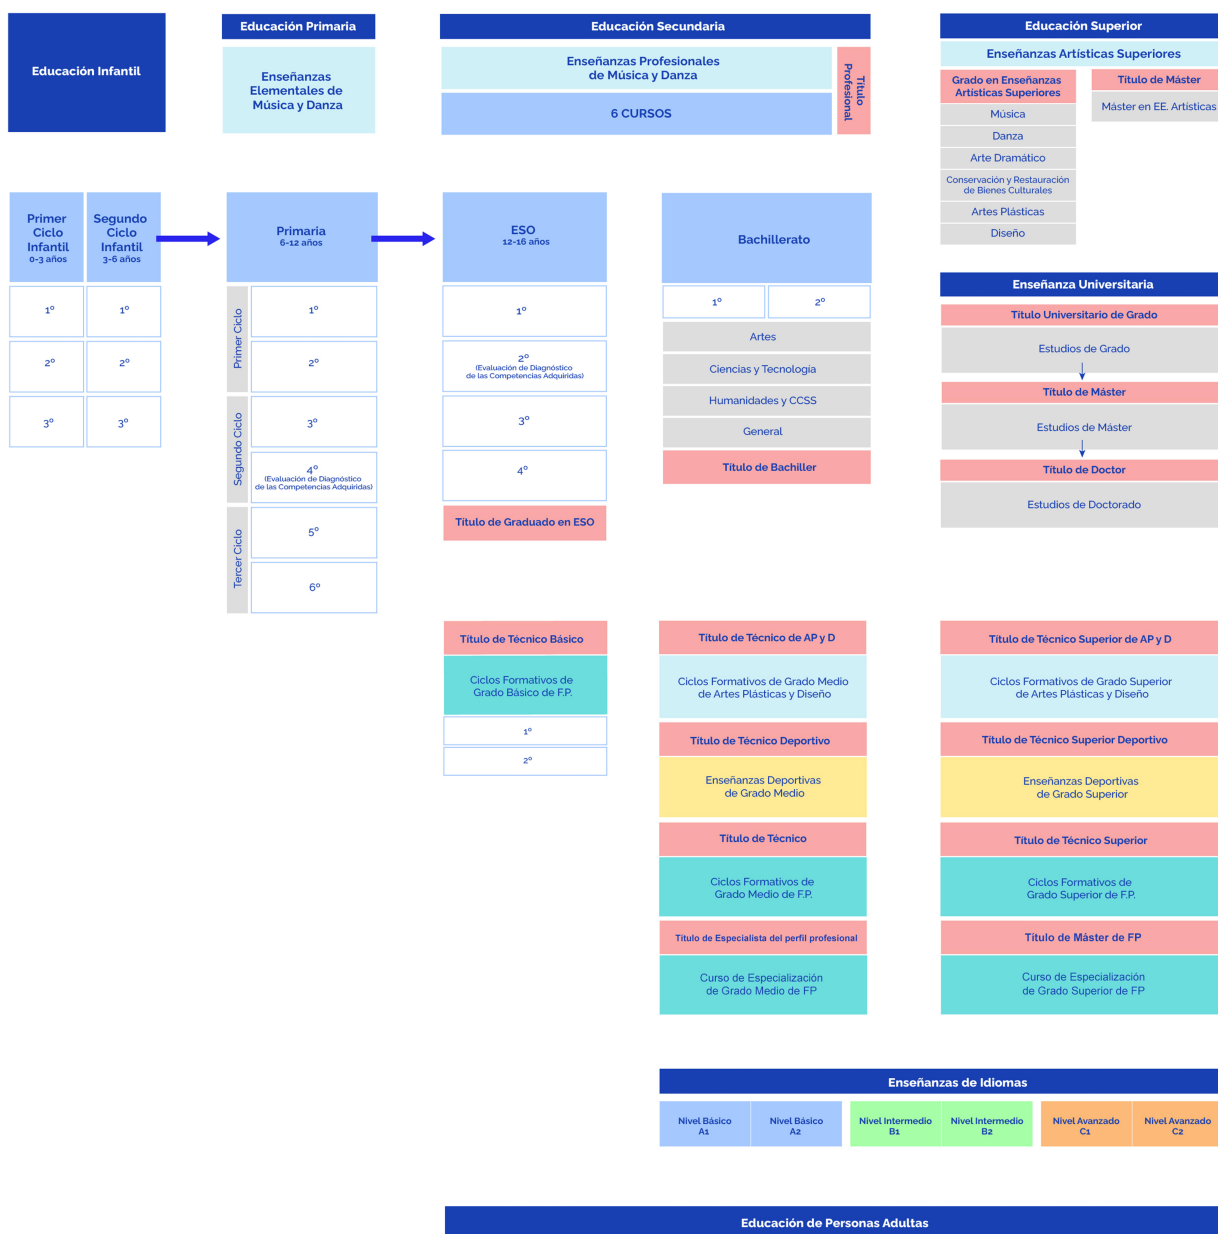 Educación Infantil
Educación Primaria
Enseñanzas
Elementales de
Música y Danza
Educación Secundaria
Enseñanzas Profesionales
de Música y Danza
6 CURSOS
Título
Profesional
Educación Superior
Enseñanzas Artísticas Superiores
Grado en Enseñanzas
Artísticas Superiores
Música
Danza
Arte Dramático
Conservación y Restauración
de Bienes Culturales
Artes Plásticas
Diseño
Título de Máster
Máster en EE. Artísticas
Primer
Ciclo
Infantil
0-3 años
1º
2º
3º
Segundo
Ciclo
Infantil
3-6 años
1º
2º
3º
Primaria
6-12 años
Primer Ciclo
1º
2º
Segundo Ciclo
3º
4º
(Evaluación de Diagnóstico
de las Competencias Adquiridas)
Tercer Ciclo
5º
6º
ESO
12-16 años
1º
2º
(Evaluación de Diagnóstico
de las Competencias Adquiridas)
3º
4º
Título de Graduado en ESO
Bachillerato
1º
2º
Artes
Ciencias y Tecnología
Humanidades y CCSS
General
Título de Bachiller
Enseñanza Universitaria
Título Universitario de Grado
Estudios de Grado
Título de Máster
Estudios de Máster
Título de Doctor
Estudios de Doctorado
Título de Técnico Básico
Ciclos Formativos de
Grado Básico de F.P.
1º
2º
Título de Técnico de AP y D
Ciclos Formativos de Grado Medio
de Artes Plásticas y Diseño
Título de Técnico Deportivo
Enseñanzas Deportivas
de Grado Medio
Título de Técnico
Ciclos Formativos de
Grado Medio de F.P.
Título de Especialista del perfil profesional
Curso de Especialización
de Grado Medio de FP
Título de Técnico Superior de AP y D
Ciclos Formativos de Grado Superior
de Artes Plásticas y Diseño
Título de Técnico Superior Deportivo
Enseñanzas Deportivas
de Grado Superior
Título de Técnico Superior
Ciclos Formativos de
Grado Superior de F.P.
Título de Máster de FP
Curso de Especialización
de Grado Superior de FP
Enseñanzas de Idiomas
Nivel Básico
A1
Nivel Básico
A2
Nivel Intermedio
B1
Nivel Intermedio
B2
Nivel Avanzado
C1
Nivel Avanzado
C2
Educación de Personas Adultas